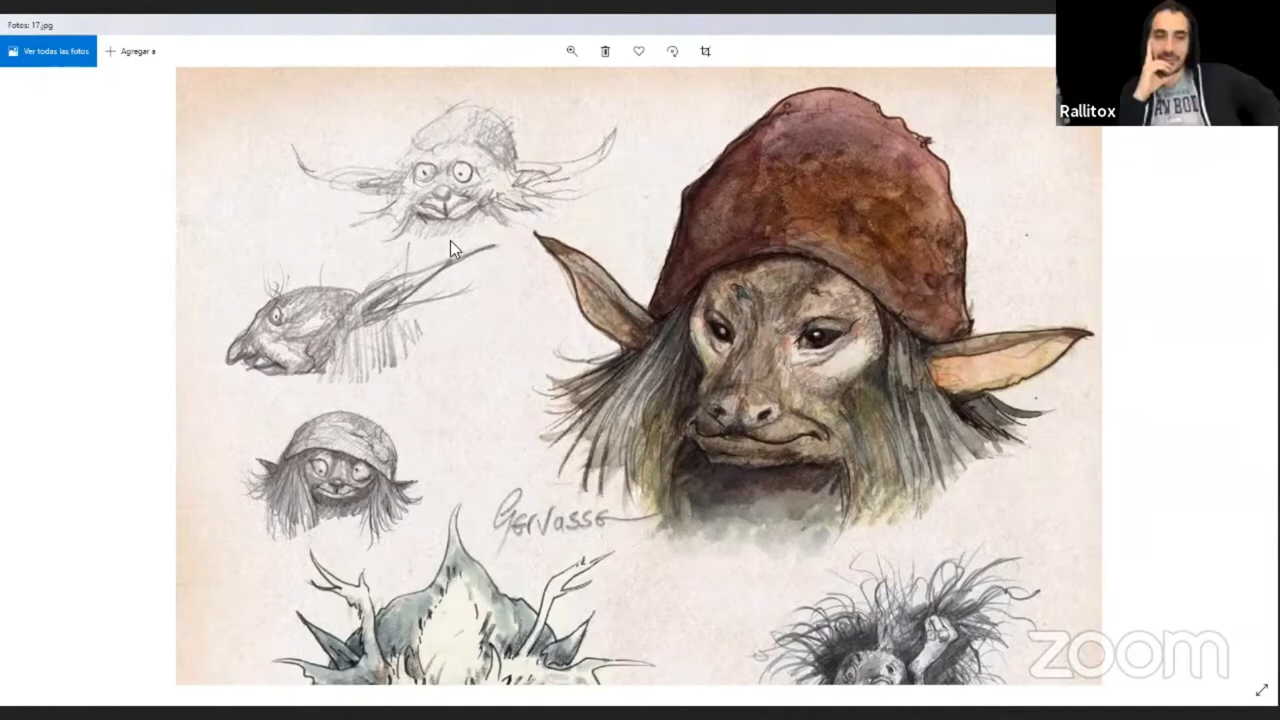 Fotos: 17.jpg
Ver todas las fotos
Agregar a
Rallitox
Gervasse
zoom